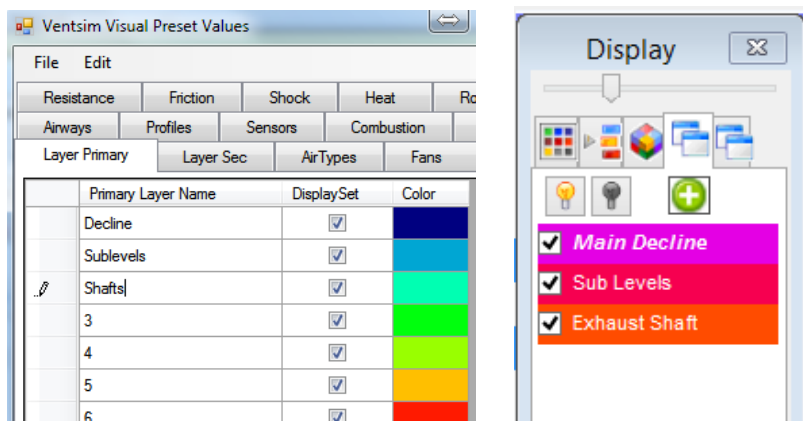 Ventsim Visual Preset Values
File Edit
Resistance Friction Shock Heat Ro
Airways Profiles Sensors Combustion
Layer Primary Layer Sec AirTypes Fans
Primary Layer Name DisplaySet Color
Decline
Sublevels
Shafts
3
4
5
6
Display
Main Decline
Sub Levels
Exhaust Shaft